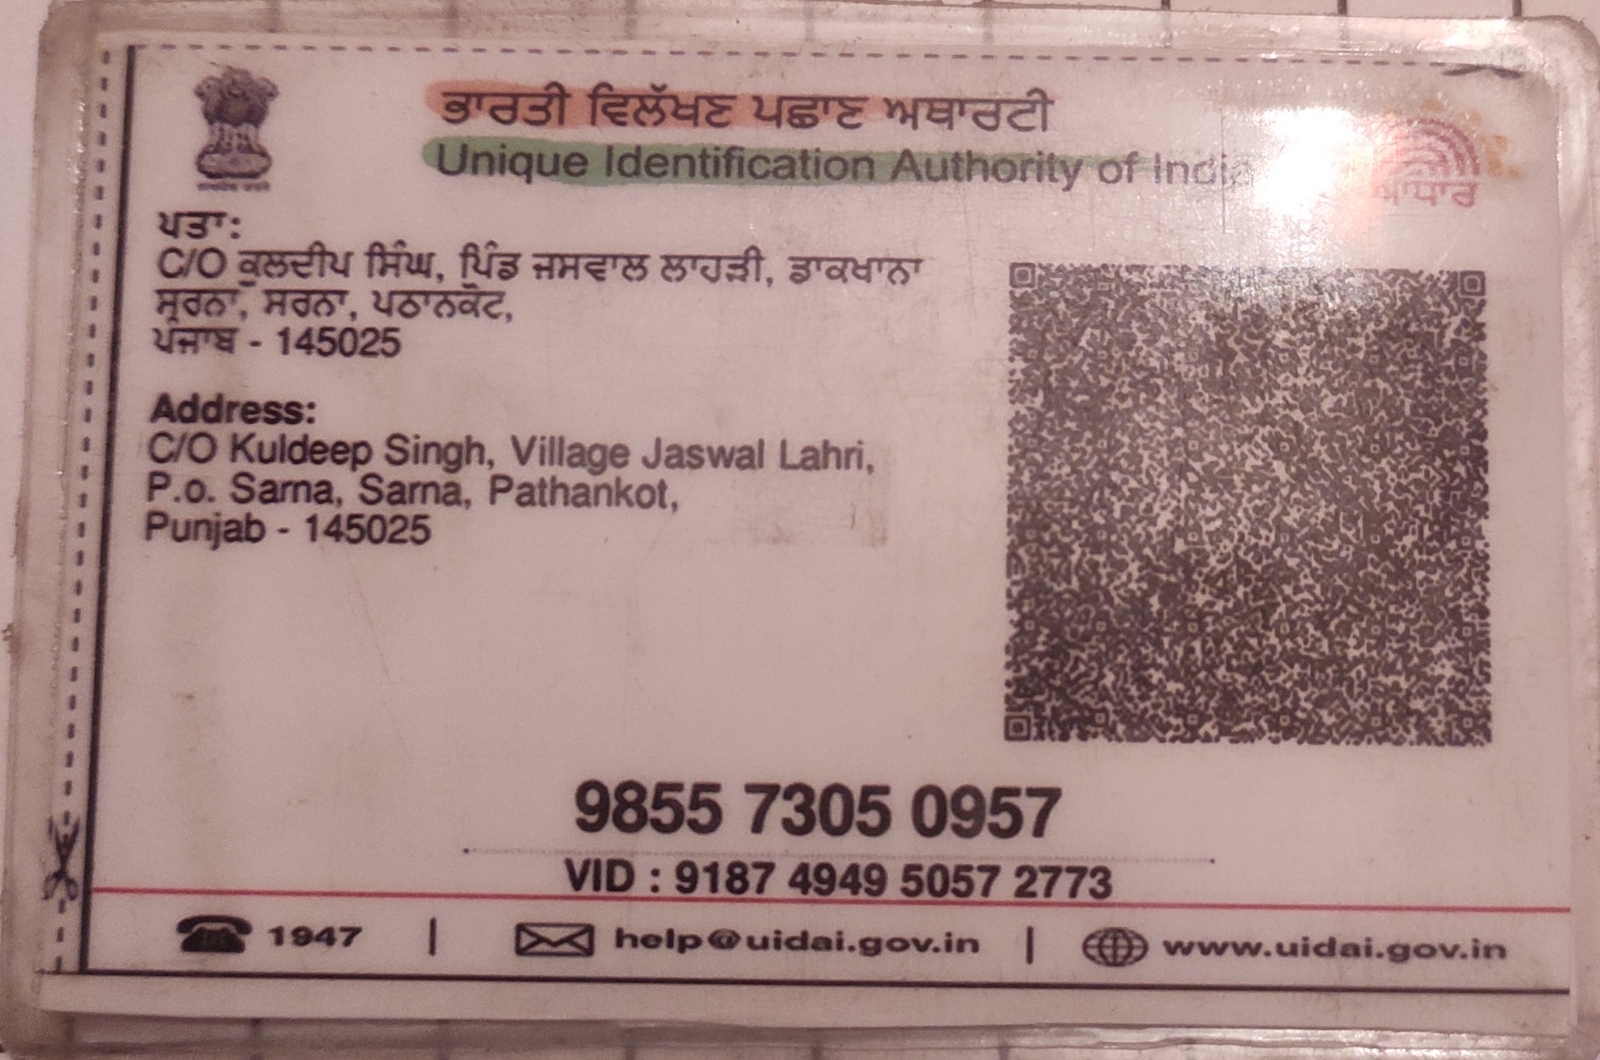 ਭਾਰਤੀ ਵਿਲੱਖਣ ਪਛਾਣ ਅਥਾਰਟੀ
Unique Identification Authority of India
ਆਧਾਰ
ਪਤਾ:
C/O ਕੁਲਦੀਪ ਸਿੰਘ, ਪਿੰਡ ਜਸਵਾਲ ਲਾਹੜੀ, ਡਾਕਖਾਨਾ
ਸੁਰਨਾ, ਸਰਨਾ, ਪਠਾਨਕੋਟ,
ਪੰਜਾਬ - 145025
Address:
C/O Kuldeep Singh, Village Jaswal Lahri,
P.o. Sarna, Sarna, Pathankot,
Punjab - 145025
9855 7305 0957
VID : 9187 4949 5057 2773
1947 | help@uidai.gov.in | www.uidai.gov.in